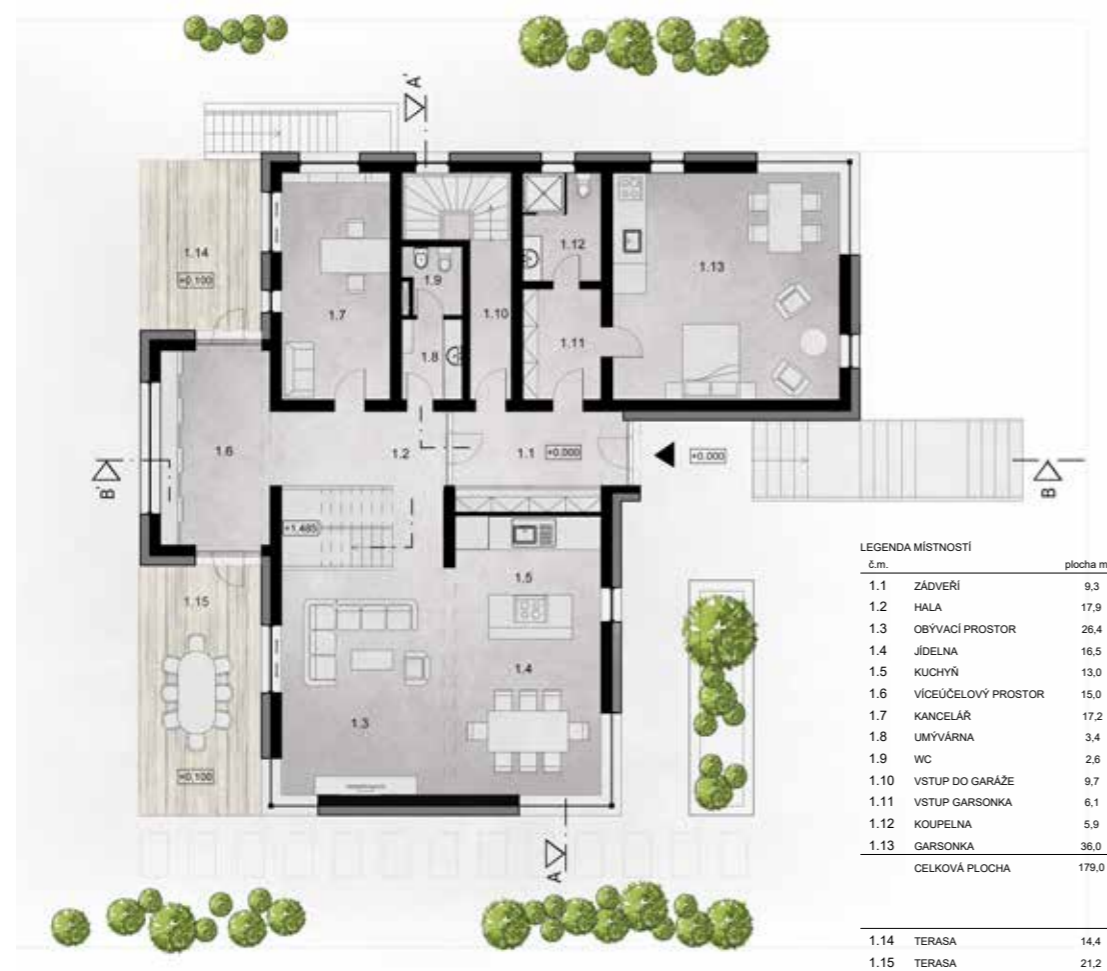 A'
1.14
+0,100
1.7
1.9
1.8
1.10
1.12
1.11
1.13
1.6
1.2
1.1
+0.000
+0.000
B'
B
+1.485
1.5
1.15
1.4
1.3
+0,100
A
LEGENDA MÍSTNOSTÍ
č.m. plocha m
1.1 ZÁDVEŘÍ 9,3
1.2 HALA 17,9
1.3 OBÝVACÍ PROSTOR 26,4
1.4 JÍDELNA 16,5
1.5 KUCHYŇ 13,0
1.6 VÍCEÚČELOVÝ PROSTOR 15,0
1.7 KANCELÁŘ 17,2
1.8 UMÝVÁRNA 3,4
1.9 WC 2,6
1.10 VSTUP DO GARÁŽE 9,7
1.11 VSTUP GARSONKA 6,1
1.12 KOUPELNA 5,9
1.13 GARSONKA 36,0
CELKOVÁ PLOCHA 179,0
1.14 TERASA 14,4
1.15 TERASA 21,2